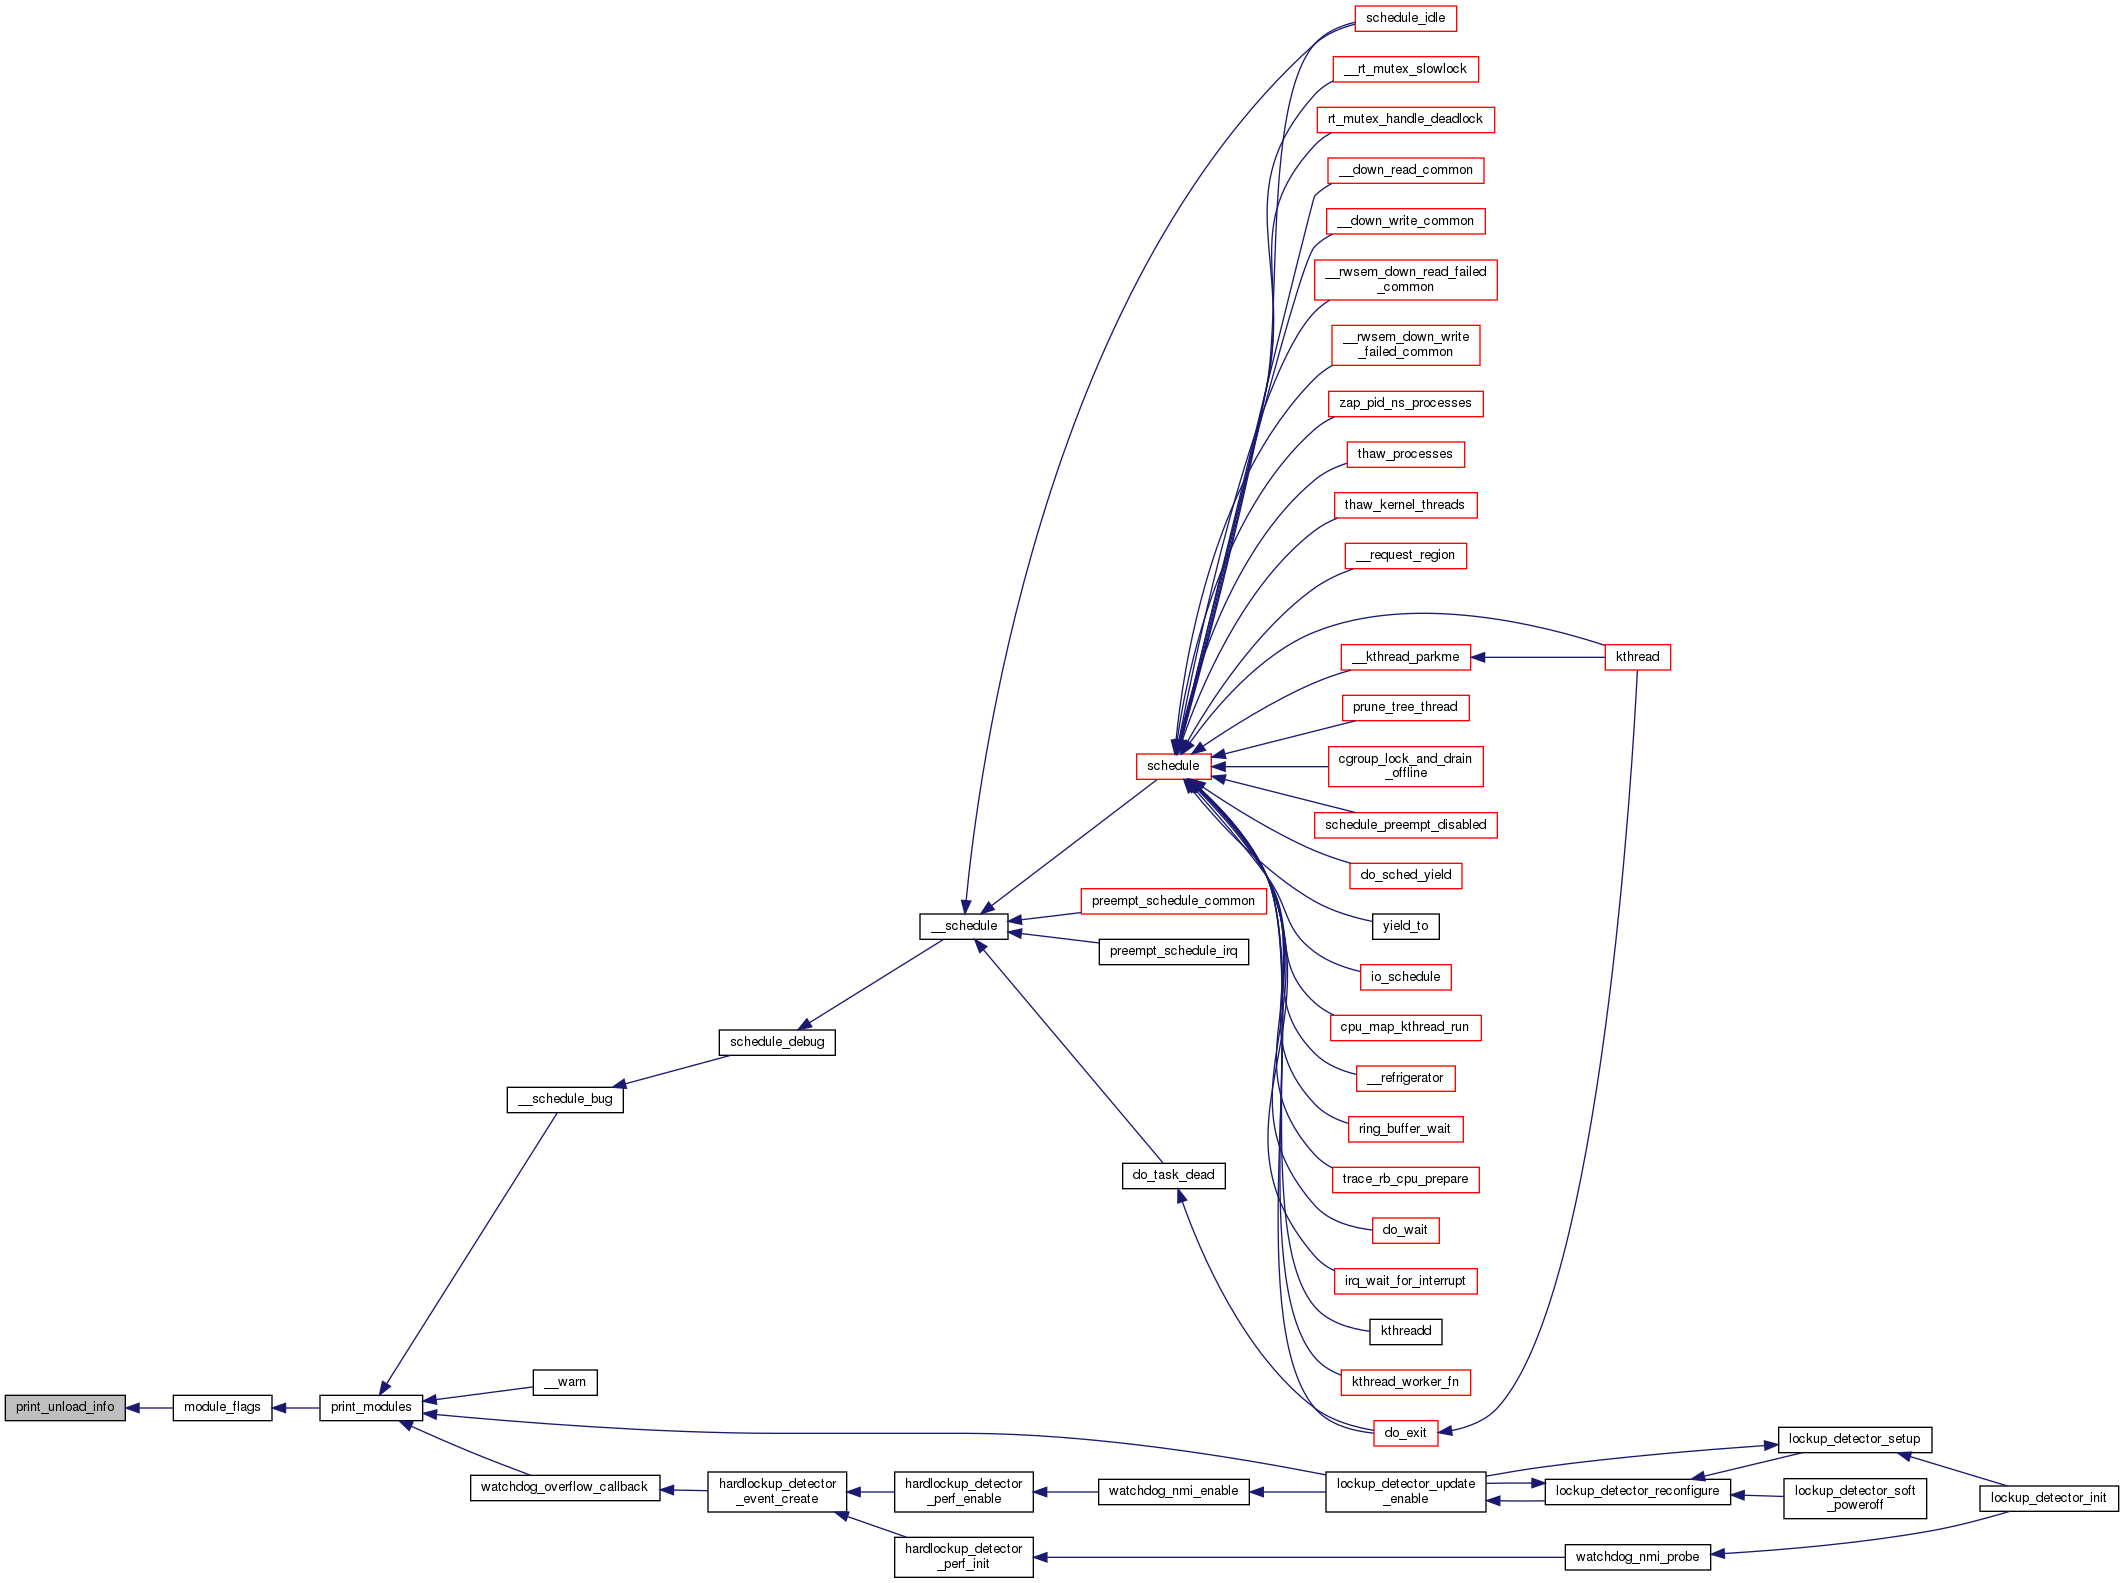 schedule_idle
__rt_mutex_slowlock
rt_mutex_handle_deadlock
__down_read_common
__down_write_common
__rwsem_down_read_failed
_common
__rwsem_down_write
_failed_common
zap_pid_ns_processes
thaw_processes
thaw_kernel_threads
__request_region
__kthread_parkme
kthread
prune_tree_thread
schedule
cgroup_lock_and_drain
_offline
schedule_preempt_disabled
do_sched_yield
preempt_schedule_common
__schedule
yield_to
preempt_schedule_irq
io_schedule
cpu_map_kthread_run
schedule_debug
__refrigerator
__schedule_bug
ring_buffer_wait
do_task_dead
trace_rb_cpu_prepare
do_wait
irq_wait_for_interrupt
kthreadd
__warn
kthread_worker_fn
print_unload_info
module_flags
print_modules
do_exit
lockup_detector_setup
watchdog_overflow_callback
hardlockup_detector
_event_create
hardlockup_detector
_perf_enable
watchdog_nmi_enable
lockup_detector_update
_enable
lockup_detector_reconfigure
lockup_detector_soft
_poweroff
lockup_detector_init
hardlockup_detector
_perf_init
watchdog_nmi_probe